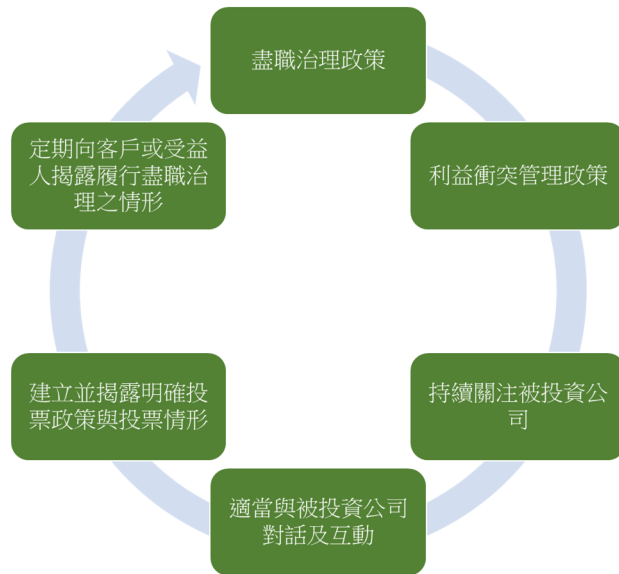 盡職治理政策
利益衝突管理政策
持續關注被投資公
司
適當與被投資公司
對話及互動
建立並揭露明確投
票政策與投票情形
定期向客戶或受益
人揭露履行盡職治
理之情形